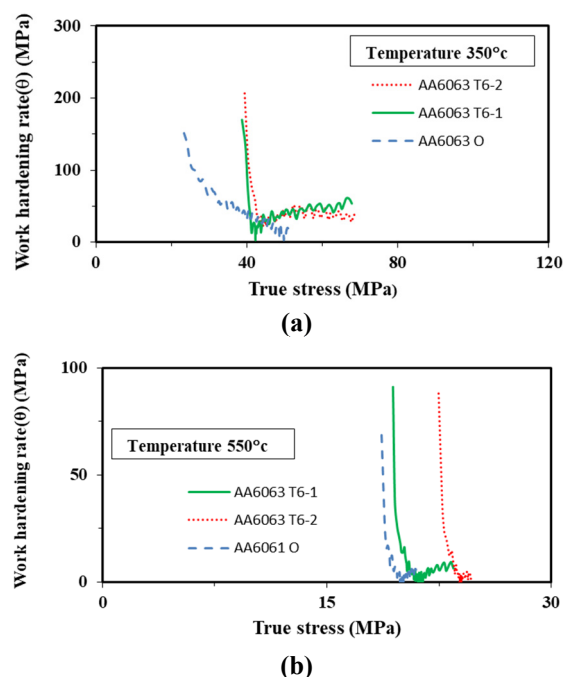 300
200
100
0
Work hardening rate(θ) (MPa)
Temperature 350°c
AA6063 T6-2
AA6063 T6-1
AA6063 O
0 40 80 120
True stress (MPa)
(a)
100
50
0
Work hardening rate(θ) (MPa)
Temperature 550°c
AA6063 T6-1
AA6063 T6-2
AA6061 O
0 15 30
True stress (MPa)
(b)